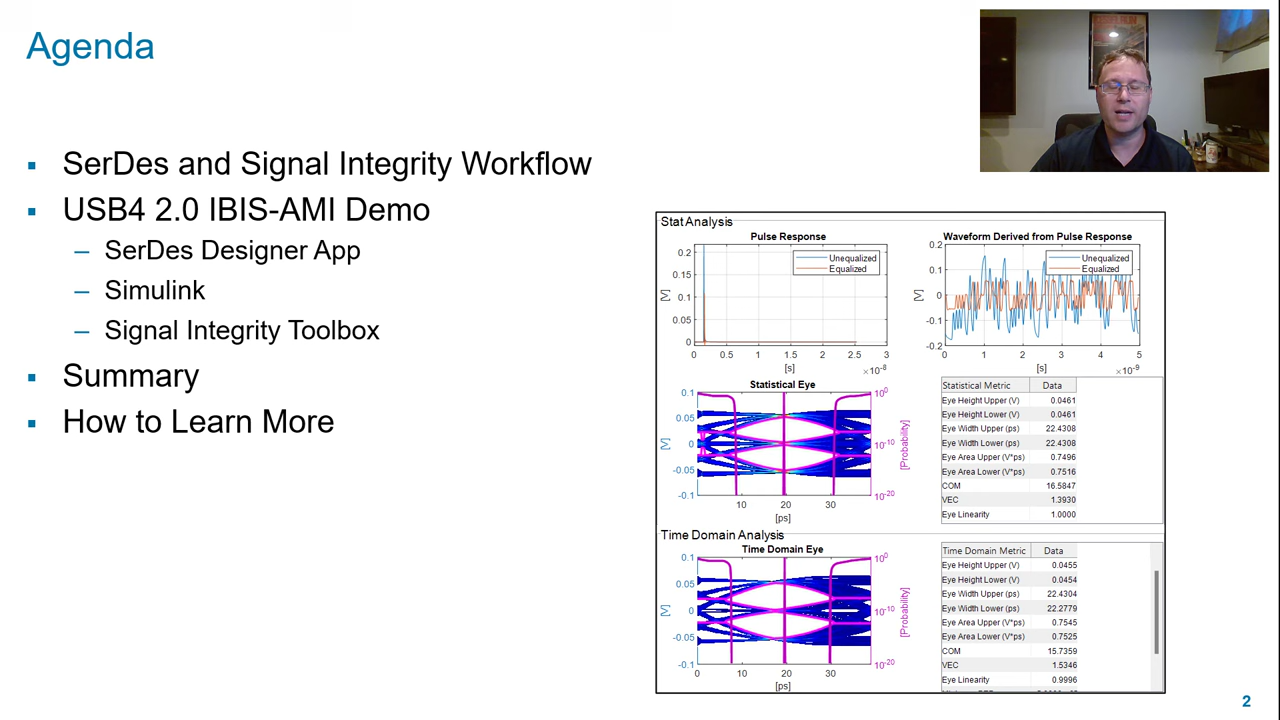 Agenda
SerDes and Signal Integrity Workflow
USB4 2.0 IBIS-AMI Demo
– SerDes Designer App
– Simulink
– Signal Integrity Toolbox
Summary
How to Learn More
Stat Analysis
Pulse Response
Unequalized
Equalized
0.2
0.15
0.1
0.05
0
[V]
0 0.5 1 1.5 2 2.5 3
[s]
×10-8
Waveform Derived from Pulse Response
Unequalized
Equalized
0.2
0.1
0
-0.1
-0.2
[V]
0 1 2 3 4 5
[s]
×10-9
Statistical Eye
0.1
0.05
0
-0.05
-0.1
[V]
10 20 30
[ps]
10^0
10^-10
10^-20
[Probability]
Statistical Metric Data
Eye Height Upper (V) 0.0461
Eye Height Lower (V) 0.0461
Eye Width Upper (ps) 22.4308
Eye Width Lower (ps) 22.4308
Eye Area Upper (V*ps) 0.7496
Eye Area Lower (V*ps) 0.7516
COM 16.5847
VEC 1.3930
Eye Linearity 1.0000
Time Domain Analysis
Time Domain Eye
0.1
0.05
0
-0.05
-0.1
[V]
0 10 20 30
[ps]
10^0
10^-10
10^-20
[Probability]
Time Domain Metric Data
Eye Height Upper (V) 0.0455
Eye Height Lower (V) 0.0454
Eye Width Upper (ps) 22.4304
Eye Width Lower (ps) 22.2779
Eye Area Upper (V*ps) 0.7545
Eye Area Lower (V*ps) 0.7525
COM 15.7359
VEC 1.5346
Eye Linearity 0.9996
2